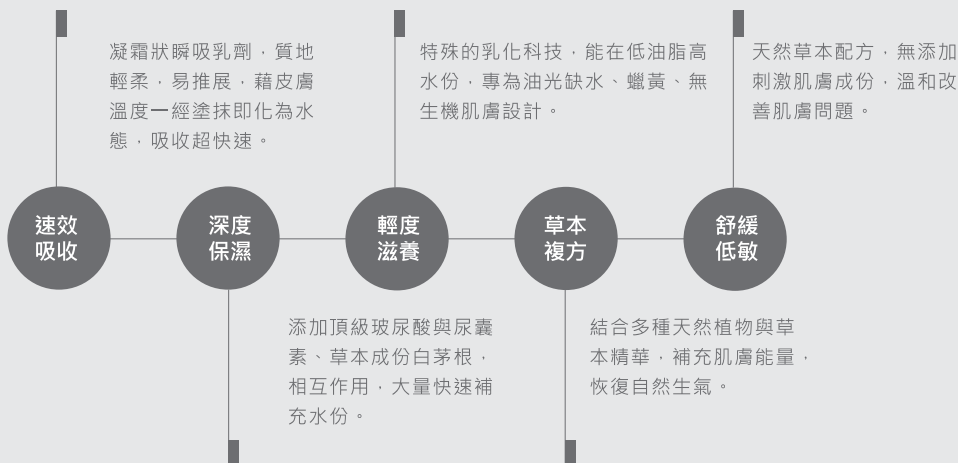 凝霜狀瞬吸乳劑，質地
輕柔，易推展，藉皮膚
溫度一經塗抹即化為水
態，吸收超快速。
特殊的乳化科技，能在低油脂高
水份，專為油光缺水、蠟黃、無
生機肌膚設計。
天然草本配方，無添加
刺激肌膚成份，溫和改
善肌膚問題。
速效
吸收
深度
保濕
輕度
滋養
草本
複方
舒緩
低敏
添加頂級玻尿酸與尿囊
素、草本成份白茅根，
相互作用，大量快速補
充水份。
結合多種天然植物與草
本精華，補充肌膚能量，
恢復自然生氣。